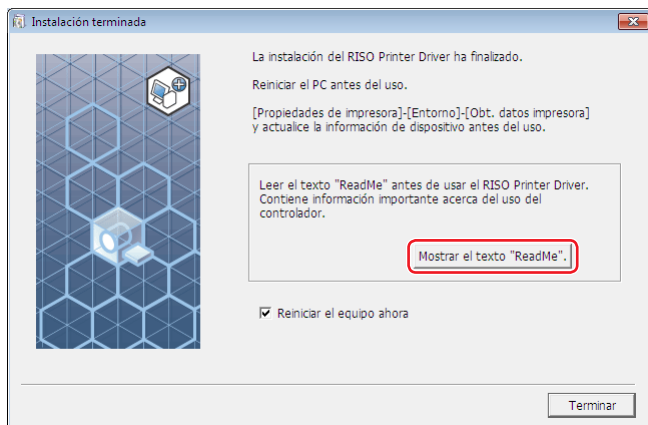 Instalación terminada
La instalación del RISO Printer Driver ha finalizado.
Reiniciar el PC antes del uso.
[Propiedades de impresora]-[Entorno]-[Obt. datos impresora]
y actualice la información de dispositivo antes del uso.
Leer el texto "ReadMe" antes de usar el RISO Printer Driver.
Contiene información importante acerca del uso del
controlador.
Mostrar el texto "ReadMe".
Reiniciar el equipo ahora
Terminar